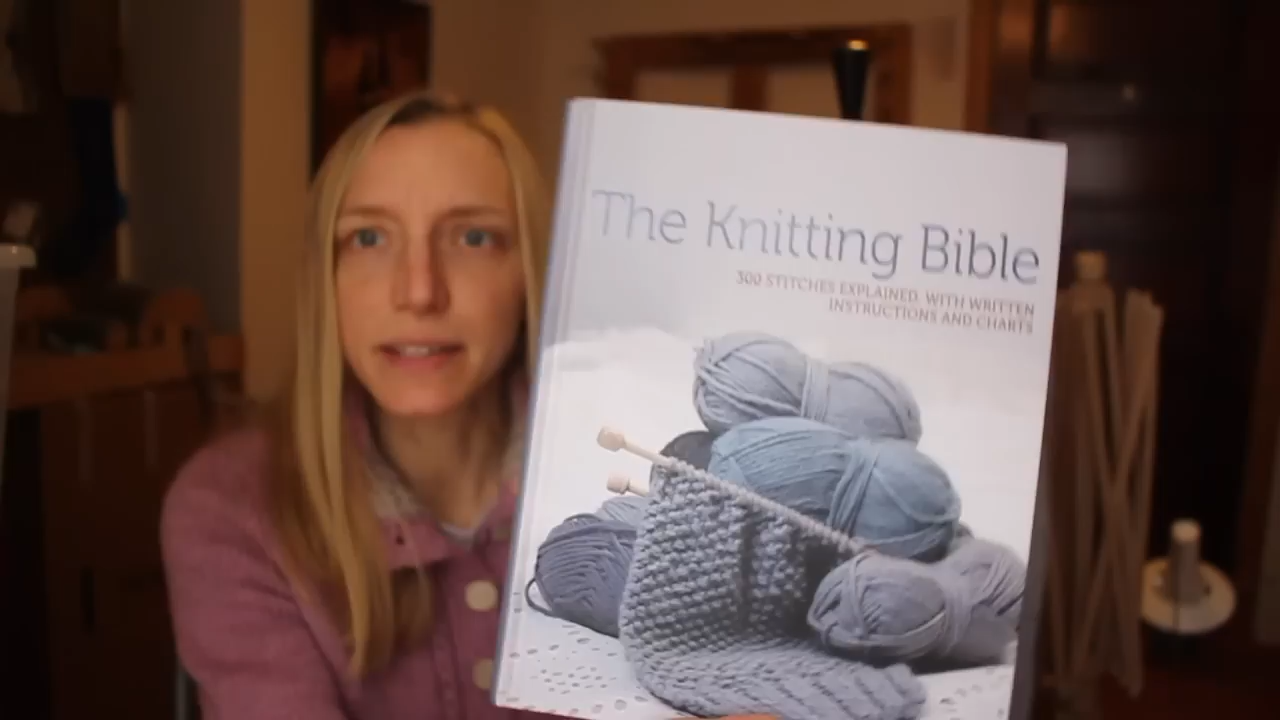 The Knitting Bible
300 STITCHES EXPLAINED, WITH WRITTEN
INSTRUCTIONS AND CHARTS